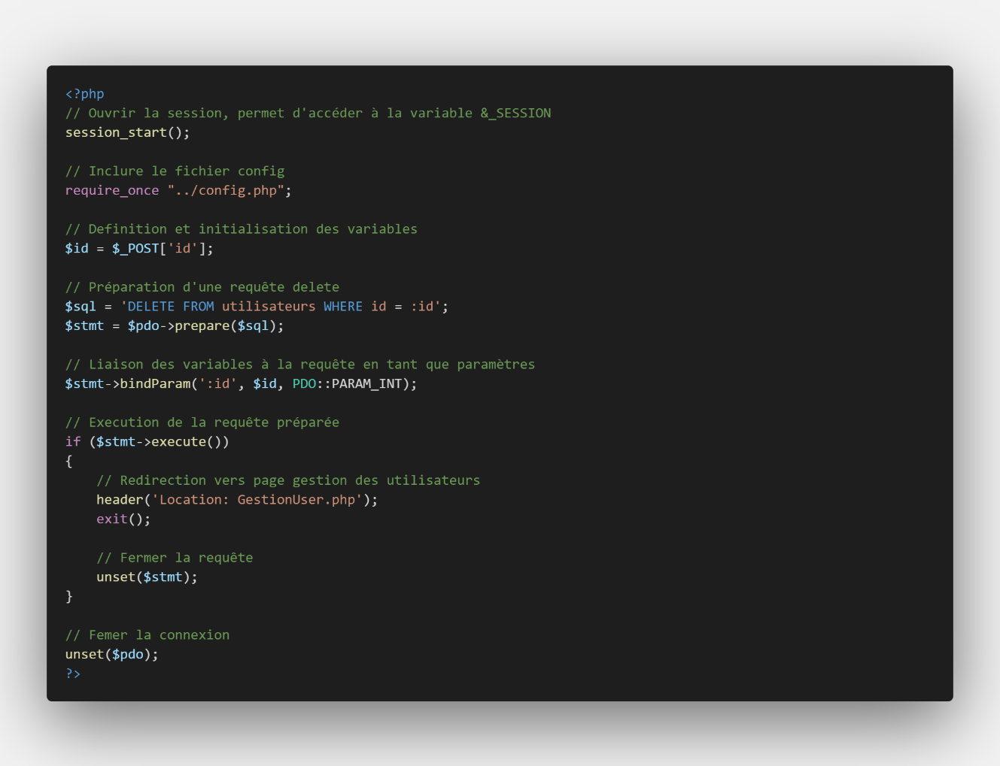 <?php
// Ouvrir la session, permet d'accéder à la variable &_SESSION
session_start();
// Inclure le fichier config
require_once "../config.php";
// Definition et initialisation des variables
$id = $_POST['id'];
// Préparation d'une requête delete
$sql = 'DELETE FROM utilisateurs WHERE id = :id';
$stmt = $pdo->prepare($sql);
// Liaison des variables à la requête en tant que paramètres
$stmt->bindParam(':id', $id, PDO::PARAM_INT);
// Execution de la requête préparée
if ($stmt->execute())
{
    // Redirection vers page gestion des utilisateurs
    header('Location: GestionUser.php');
    exit();
    // Fermer la requête
    unset($stmt);
}
// Femer la connexion
unset($pdo);
?>